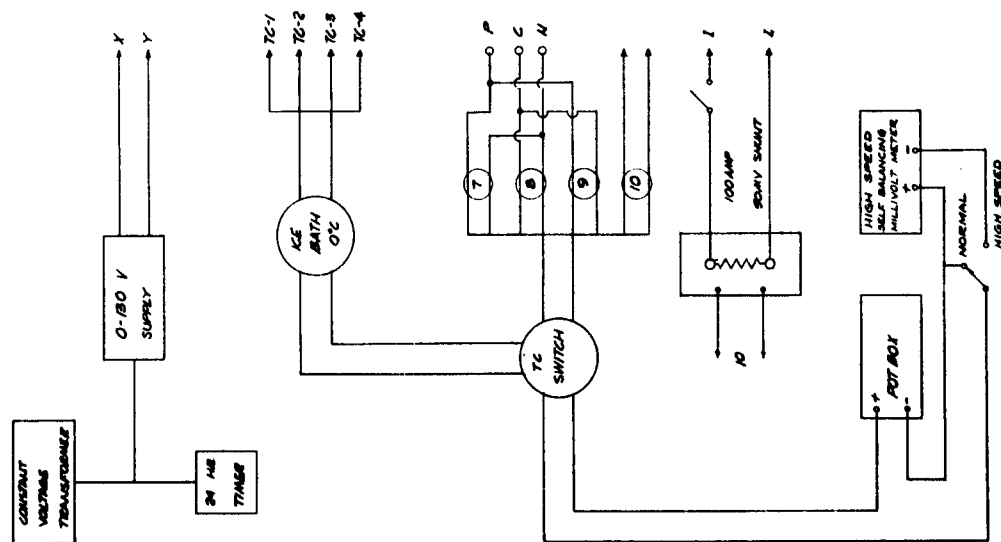 X
Y
0-130 V
SUPPLY
CONSTANT
VOLTAGE
TRANSFORMER
24 HR
TIMER
TC-1
TC-2
TC-3
TC-4
ICE
BATH
0°C
P
C
N
7
8
9
10
TC
SWITCH
I
100 AMP
50MV SHUNT
10
HIGH SPEED
SELF BALANCING
MILLIVOLT METER
+
-
NORMAL
HIGH SPEED
POT BOX
+
-